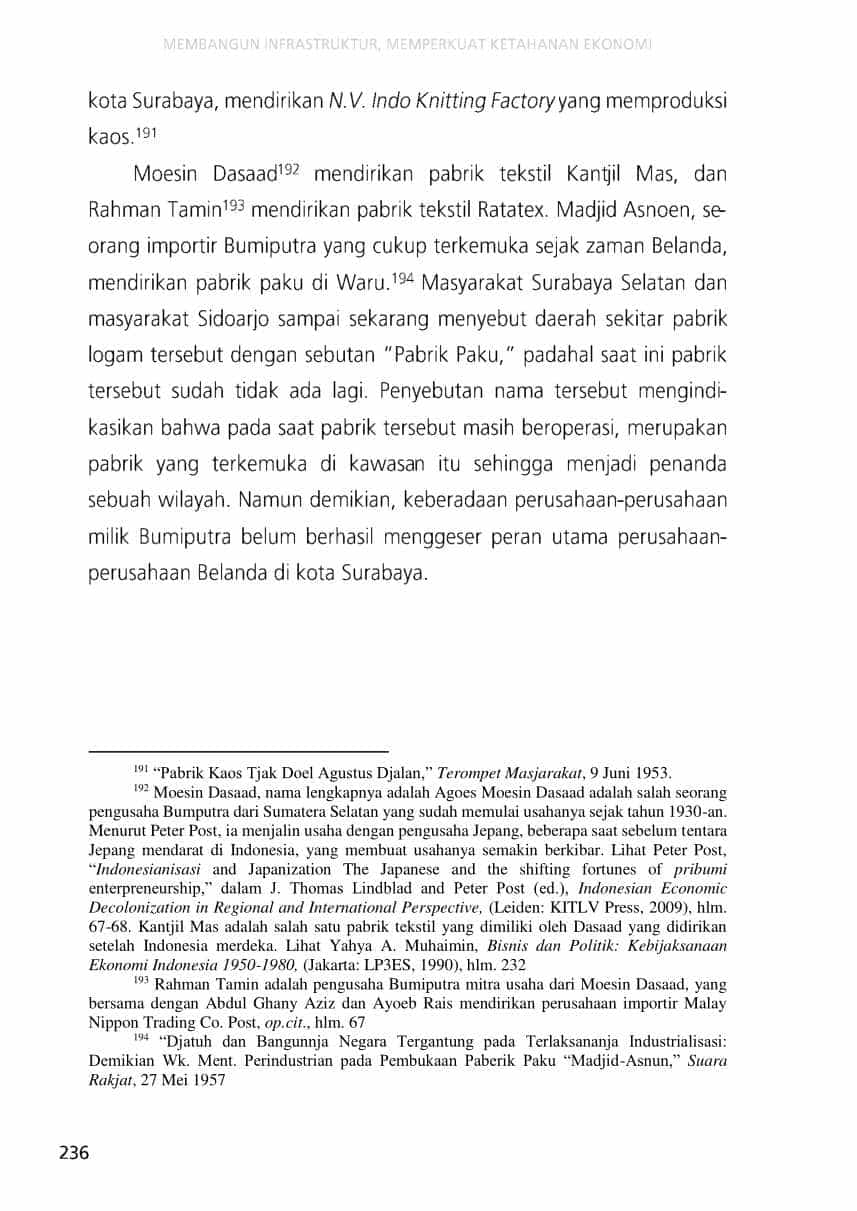 MEMBANGUN INFRASTRUKTUR, MEMPERKUAT KETAHANAN EKONOMI
kota Surabaya, mendirikan N.V. Indo Knitting Factory yang memproduksi
kaos.191
Moesin Dasaad192 mendirikan pabrik tekstil Kantjil Mas, dan
Rahman Tamin193 mendirikan pabrik tekstil Ratatex. Madjid Asnoen, se-
orang importir Bumiputra yang cukup terkemuka sejak zaman Belanda,
mendirikan pabrik paku di Waru.194 Masyarakat Surabaya Selatan dan
masyarakat Sidoarjo sampai sekarang menyebut daerah sekitar pabrik
logam tersebut dengan sebutan “Pabrik Paku,” padahal saat ini pabrik
tersebut sudah tidak ada lagi. Penyebutan nama tersebut mengindi-
kasikan bahwa pada saat pabrik tersebut masih beroperasi, merupakan
pabrik yang terkemuka di kawasan itu sehingga menjadi penanda
sebuah wilayah. Namun demikian, keberadaan perusahaan-perusahaan
milik Bumiputra belum berhasil menggeser peran utama perusahaan-
perusahaan Belanda di kota Surabaya.
191 “Pabrik Kaos Tjak Doel Agustus Djalan,” Terompet Masjarakat, 9 Juni 1953.
192 Moesin Dasaad, nama lengkapnya adalah Agoes Moesin Dasaad adalah salah seorang
pengusaha Bumputra dari Sumatera Selatan yang sudah memulai usahanya sejak tahun 1930-an.
Menurut Peter Post, ia menjalin usaha dengan pengusaha Jepang, beberapa saat sebelum tentara
Jepang mendarat di Indonesia, yang membuat usahanya semakin berkibar. Lihat Peter Post,
“Indonesianisasi and Japanization The Japanese and the shifting fortunes of pribumi
enterpreneurship,” dalam J. Thomas Lindblad and Peter Post (ed.), Indonesian Economic
Decolonization in Regional and International Perspective, (Leiden: KITLV Press, 2009), hlm.
67-68. Kantjil Mas adalah salah satu pabrik tekstil yang dimiliki oleh Dasaad yang didirikan
setelah Indonesia merdeka. Lihat Yahya A. Muhaimin, Bisnis dan Politik: Kebijaksanaan
Ekonomi Indonesia 1950-1980, (Jakarta: LP3ES, 1990), hlm. 232
193 Rahman Tamin adalah pengusaha Bumiputra mitra usaha dari Moesin Dasaad, yang
bersama dengan Abdul Ghany Aziz dan Ayoeb Rais mendirikan perusahaan importir Malay
Nippon Trading Co. Post, op.cit., hlm. 67
194 “Djatuh dan Bangunnja Negara Tergantung pada Terlaksananja Industrialisasi:
Demikian Wk. Ment. Perindustrian pada Pembukaan Paberik Paku “Madjid-Asnun,” Suara
Rakjat, 27 Mei 1957
236